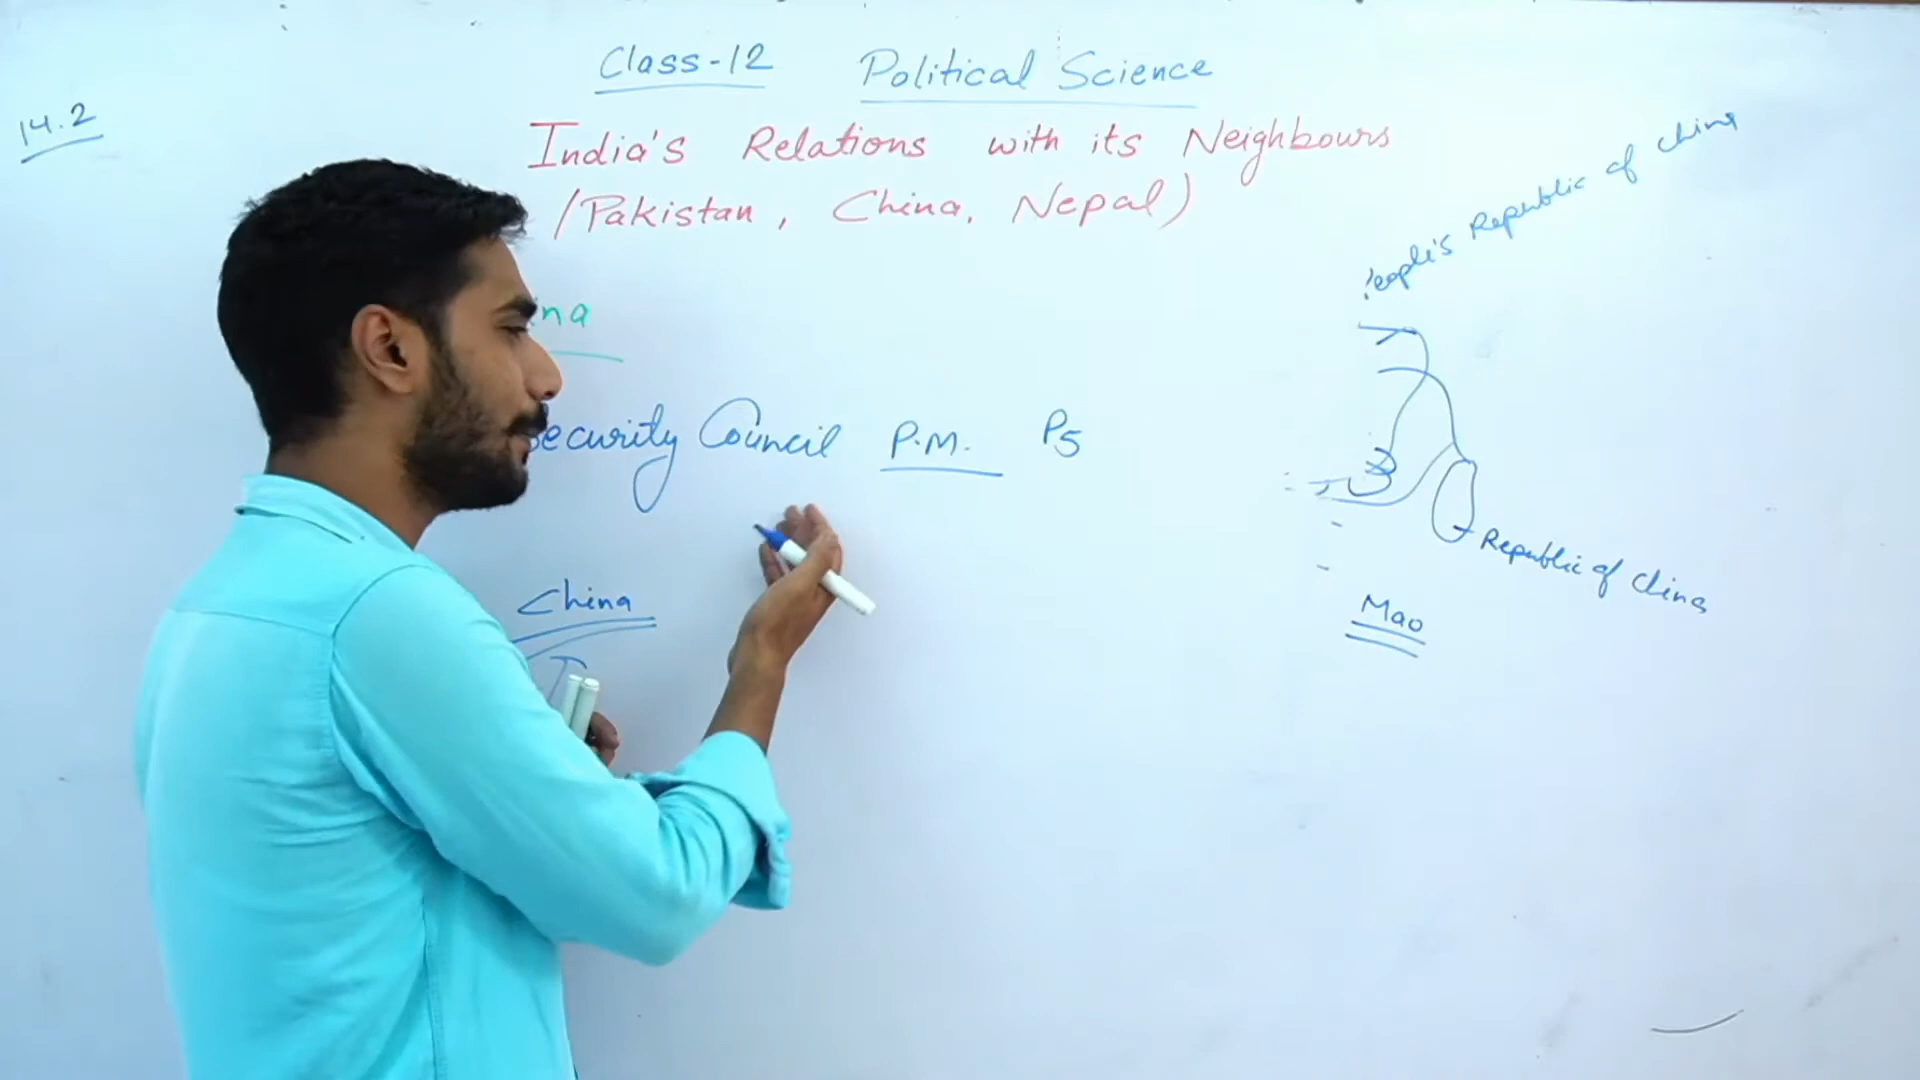 Class-12 Political Science
14.2
India's Relations with its Neighbours
(Pakistan, China, Nepal)
People's Republic of China
na
Security Council P.M. P5
Republic of China
China
Mao